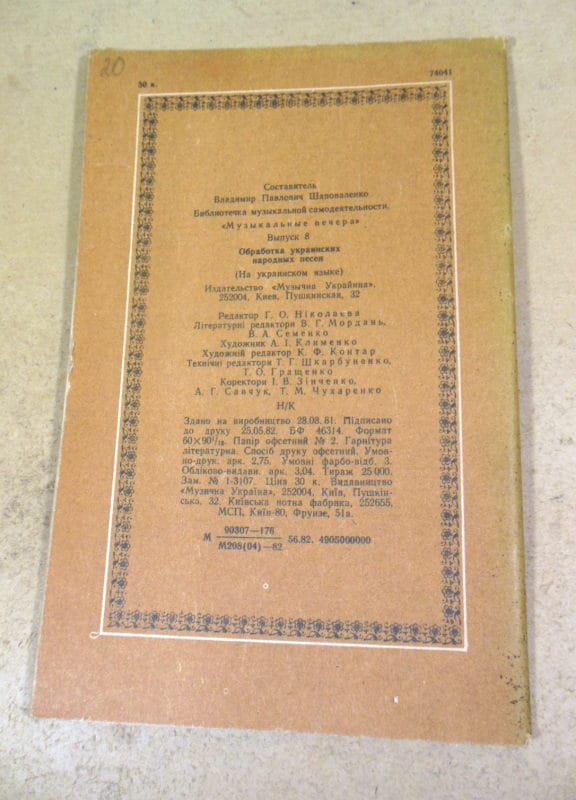 20
30 к.
74041
Составитель
Владимир Павлович Шаповаленко
Библиотечка музыкальной самодеятельности.
«Музыкальные вечера»
Выпуск 8
Обработка украинских
народных песен
(На украинском языке)
Издательство «Музычна Украйина».
252004, Киев, Пушкинская, 32
Редактор Г. О. Ніколаєва
Літературні редактори В. Г. Мордань,
В. А. Семенко
Художник А. І. Клименко
Художній редактор К. Ф. Контар
Технічні редактори Т. Г. Шкарбуненко,
Т. О. Гращенко
Коректори І. В. Зінченко,
А. Г. Савчук, Т. М. Чухаренко
Н/К
Здано на виробництво 28.08.81. Підписано
до друку 25.05.82. БФ 46314. Формат
60×90 1/16. Папір офсетний № 2. Гарнітура
літературна. Спосіб друку офсетний. Умов-
но-друк. арк. 2,75. Умовні фарбо-відб. 3.
Обліково-видавн. арк. 3,04. Тираж 25 000.
Зам. № 1-3107. Ціна 30 к. Видавництво
«Музична Україна», 252004, Київ, Пушкін-
ська, 32. Київська нотна фабрика, 252655,
МСП, Київ-80, Фрунзе, 51а.
90307—176
М 56.82. 4905000000
М208(04)—82